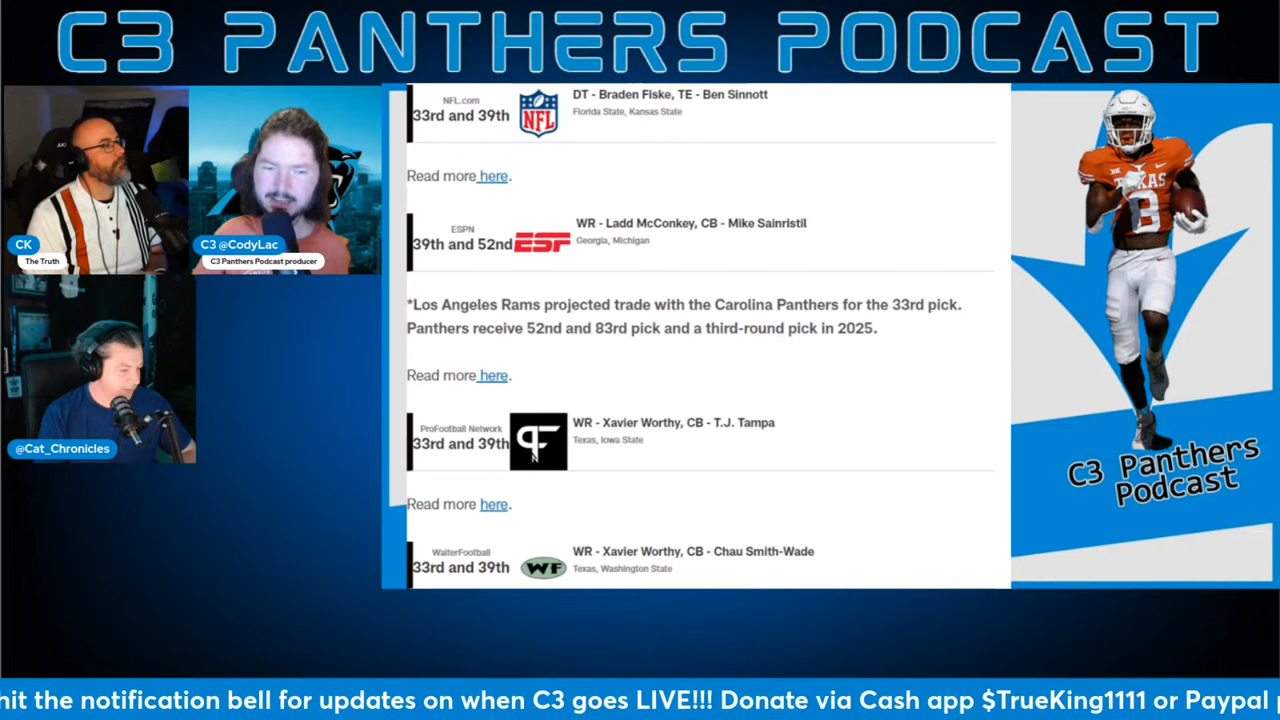 C3 PANTHERS PODCAST
CK
The Truth
C3 @CodyLac
C3 Panthers Podcast producer
@Cat_Chronicles
NFL.com
33rd and 39th
NFL
DT - Braden Fiske, TE - Ben Sinnott
Florida State, Kansas State
Read more here.
ESPN
39th and 52nd
WR - Ladd McConkey, CB - Mike Sainristil
Georgia, Michigan
*Los Angeles Rams projected trade with the Carolina Panthers for the 33rd pick.
Panthers receive 52nd and 83rd pick and a third-round pick in 2025.
Read more here.
ProFootball Network
33rd and 39th
WR - Xavier Worthy, CB - T.J. Tampa
Texas, Iowa State
Read more here.
WalterFootball
33rd and 39th
WF
WR - Xavier Worthy, CB - Chau Smith-Wade
Texas, Washington State
TEXAS
8
C3 Panthers
Podcast
hit the notification bell for updates on when C3 goes LIVE!!! Donate via Cash app $TrueKing1111 or Paypal